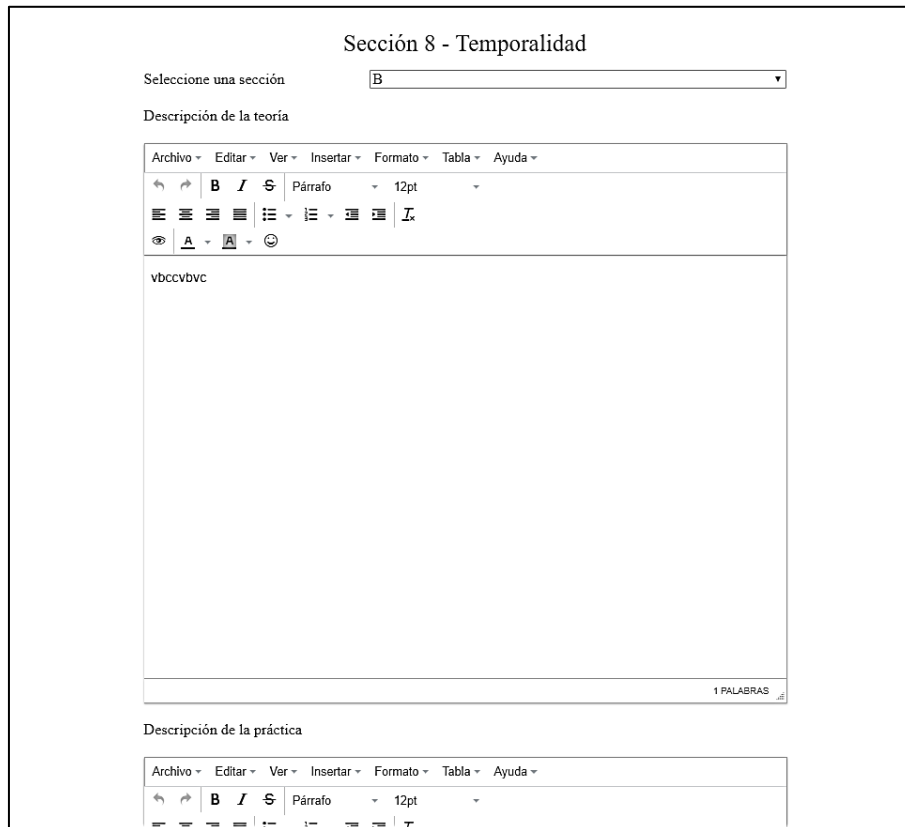 Sección 8 - Temporalidad
Seleccione una sección B
Descripción de la teoría
Archivo Editar Ver Insertar Formato Tabla Ayuda
B I S Párrafo 12pt
A A
vbccvbvc
1 PALABRAS
Descripción de la práctica
Archivo Editar Ver Insertar Formato Tabla Ayuda
B I S Párrafo 12pt